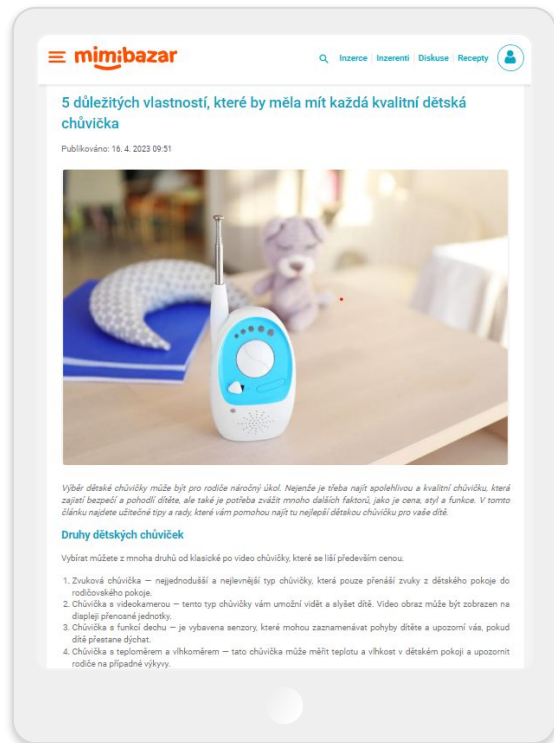 mimibazar
Inzerce Inzerenti Diskuse Recepty
5 důležitých vlastností, které by měla mít každá kvalitní dětská
chůvička
Publikováno: 16. 4. 2023 09:51
Výběr dětské chůvičky může být pro rodiče náročný úkol. Nejenže je třeba najít spolehlivou a kvalitní chůvičku, která
zajistí bezpečí a pohodlí dítěte, ale také je potřeba zvážit mnoho dalších faktorů, jako je cena, styl a funkce. V tomto
článku najdete užitečné tipy a rady, které vám pomohou najít tu nejlepší dětskou chůvičku pro vaše dítě.
Druhy dětských chůviček
Vybírat můžete z mnoha druhů od klasické po video chůvičky, které se liší především cenou.
1. Zvuková chůvička – nejjednodušší a nejlevnější typ chůvičky, která pouze přenáší zvuky z dětského pokoje do
rodičovského pokoje.
2. Chůvička s videokamerou – tento typ chůvičky vám umožní vidět a slyšet dítě. Video obraz může být zobrazen na
displeji přenosné jednotky.
3. Chůvička s funkcí dechu – je vybavena senzory, které mohou zaznamenávat pohyby dítěte a upozorní vás, pokud
dítě přestane dýchat.
4. Chůvička s teploměrem a vlhkoměrem – tato chůvička může měřit teplotu a vlhkost v dětském pokoji a upozornit
rodiče na případné výkyvy.